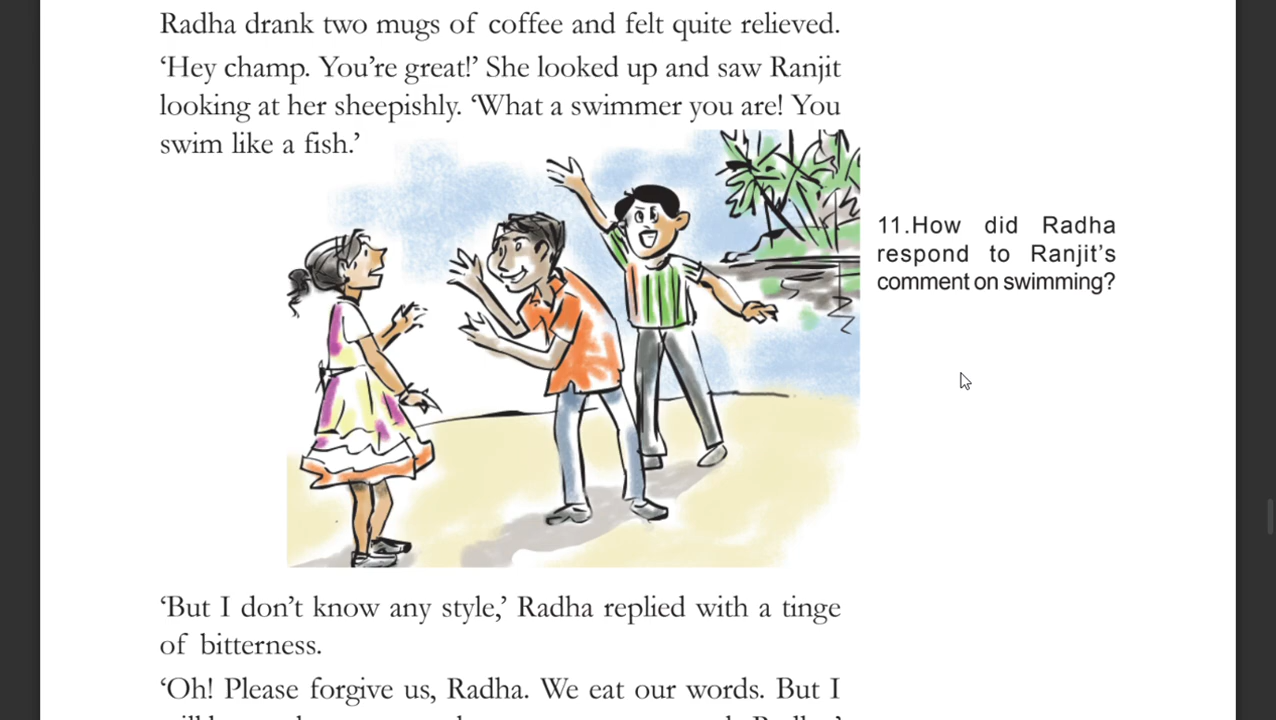 Radha drank two mugs of coffee and felt quite relieved.
‘Hey champ. You’re great!’ She looked up and saw Ranjit
looking at her sheepishly. ‘What a swimmer you are! You
swim like a fish.’
11.How did Radha
respond to Ranjit’s
comment on swimming?
‘But I don’t know any style,’ Radha replied with a tinge
of bitterness.
‘Oh! Please forgive us, Radha. We eat our words. But I